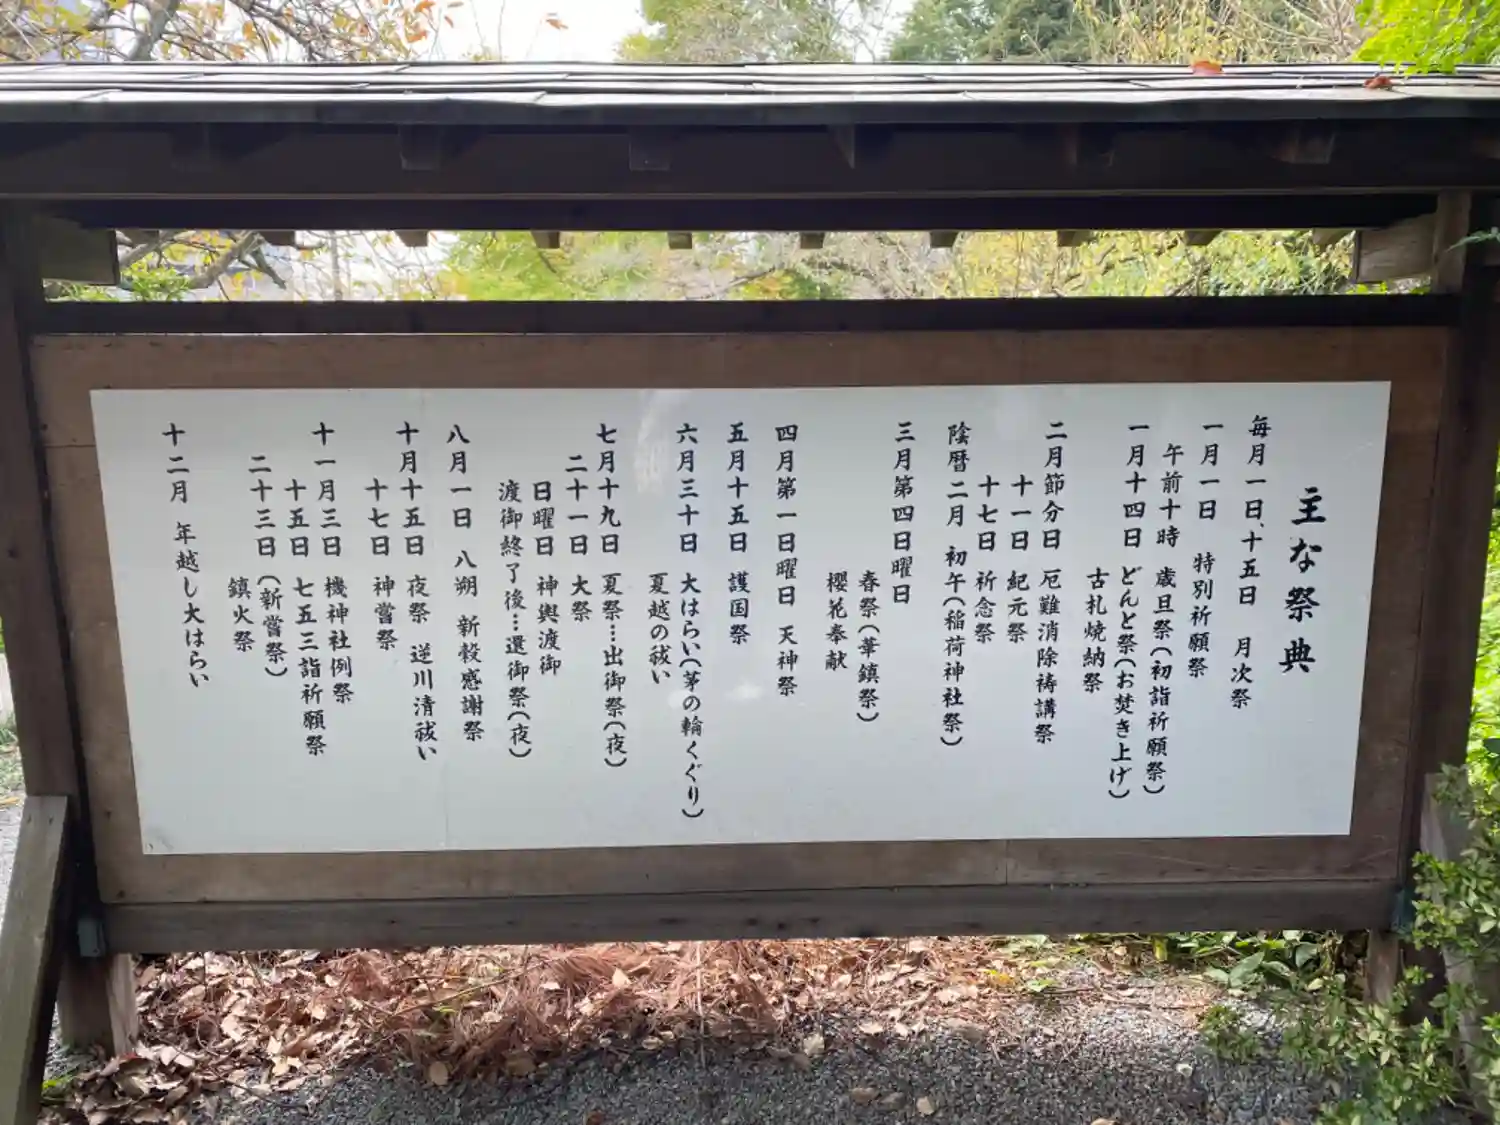 主な祭典
毎月一日、十五日 月次祭
一月一日 特別祈願祭
午前十時 歳旦祭(初詣祈願祭)
一月十四日 どんと祭(お焚き上げ)
古札焼納祭
二月節分日 厄難消除祷講祭
十一日 紀元祭
十七日 祈念祭
陰暦二月 初午(稲荷神社祭)
三月第四日曜日
春祭(華鎮祭)
櫻花奉献
四月第一日曜日 天神祭
五月十五日 護国祭
六月三十日 大はらい(茅の輪くぐり)
夏越の祓い
七月十九日 夏祭…出御祭(夜)
二十一日 大祭
日曜日 神輿渡御
渡御終了後…還御祭(夜)
八月一日 八朔 新穀感謝祭
十月十五日 夜祭 逆川清祓い
十七日 神嘗祭
十一月三日 機神社例祭
十五日 七五三詣祈願祭
二十三日(新嘗祭)
鎮火祭
十二月 年越し大はらい